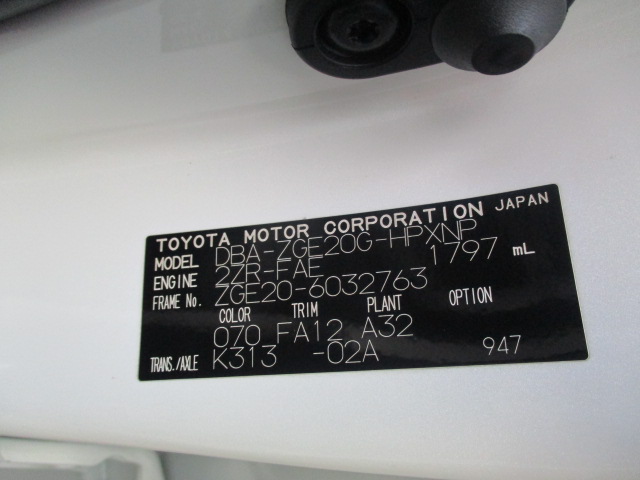 TOYOTA MOTOR CORPORATION JAPAN
MODEL DBA-ZGE20G-HPXNP
ENGINE 2ZR-FAE 1797 mL
FRAME No. ZGE20-6032763
COLOR TRIM PLANT OPTION
070 FA12 A32
TRANS./AXLE K313 -02A 947